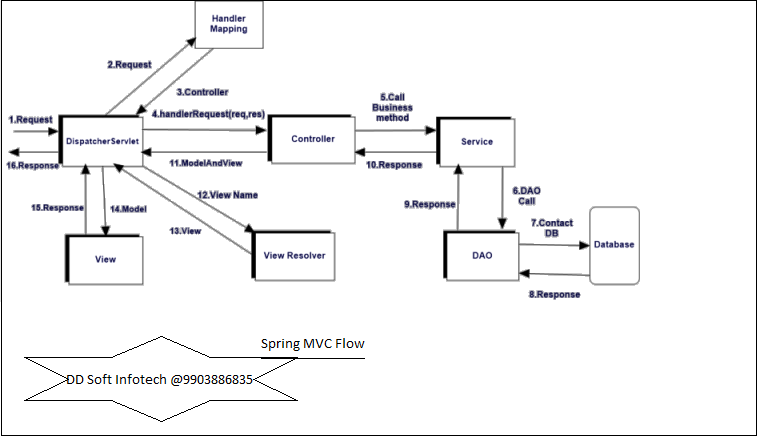 Handler
Mapping
2.Request
3.Controller
1.Request
4.handlerRequest(req,res)
5.Call
Business
method
DispatcherServlet
Controller
Service
16.Response
11.ModelAndView
10.Response
12.View Name
6.DAO
Call
15.Response
14.Model
9.Response
13.View
7.Contact
DB
View
View Resolver
DAO
Database
8.Response
Spring MVC Flow
DD Soft Infotech @9903886835